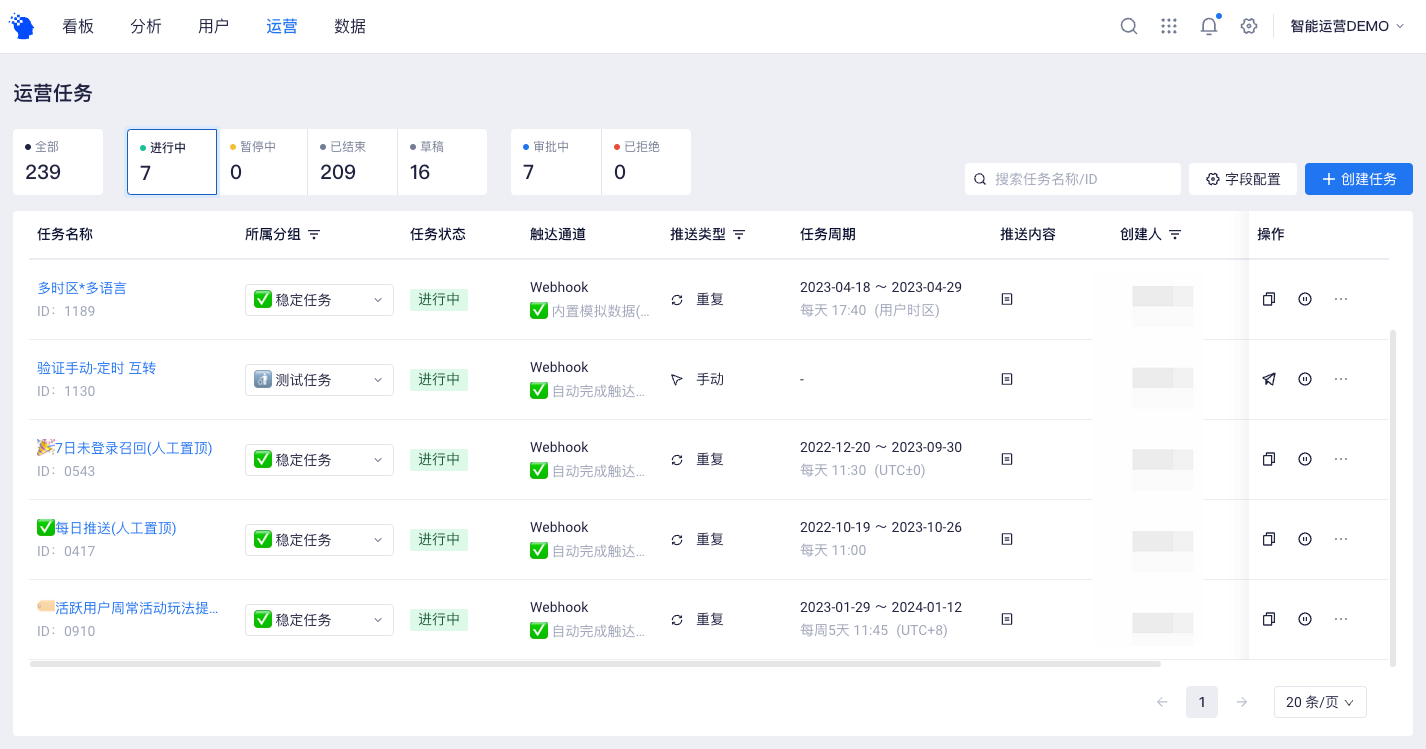 看板 分析 用户 运营 数据 智能运营DEMO
运营任务
全部 进行中 暂停中 已结束 草稿 审批中 已拒绝
239 7 0 209 16 7 0
搜索任务名称/ID 字段配置 创建任务
任务名称 所属分组 任务状态 触达通道 推送类型 任务周期 推送内容 创建人 操作
多时区*多语言 Webhook 2023-04-18 ～ 2023-04-29
✅ 稳定任务 进行中 重复
ID：1189 ✅ 内置模拟数据(... 每天 17:40 (用户时区)
验证手动-定时 互转 Webhook
测试任务 进行中 手动 -
ID：1130 ✅ 自动完成触达...
🎉7日未登录召回(人工置顶) Webhook 2022-12-20 ～ 2023-09-30
✅ 稳定任务 进行中 重复
ID：0543 ✅ 自动完成触达... 每天 11:30 (UTC±0)
✅每日推送(人工置顶) Webhook 2022-10-19 ～ 2023-10-26
✅ 稳定任务 进行中 重复
ID：0417 ✅ 自动完成触达... 每天 11:00
🏷️活跃用户周常活动玩法提... Webhook 2023-01-29 ～ 2024-01-12
✅ 稳定任务 进行中 重复
ID：0910 ✅ 自动完成触达... 每周5天 11:45 (UTC+8)
1 20 条/页